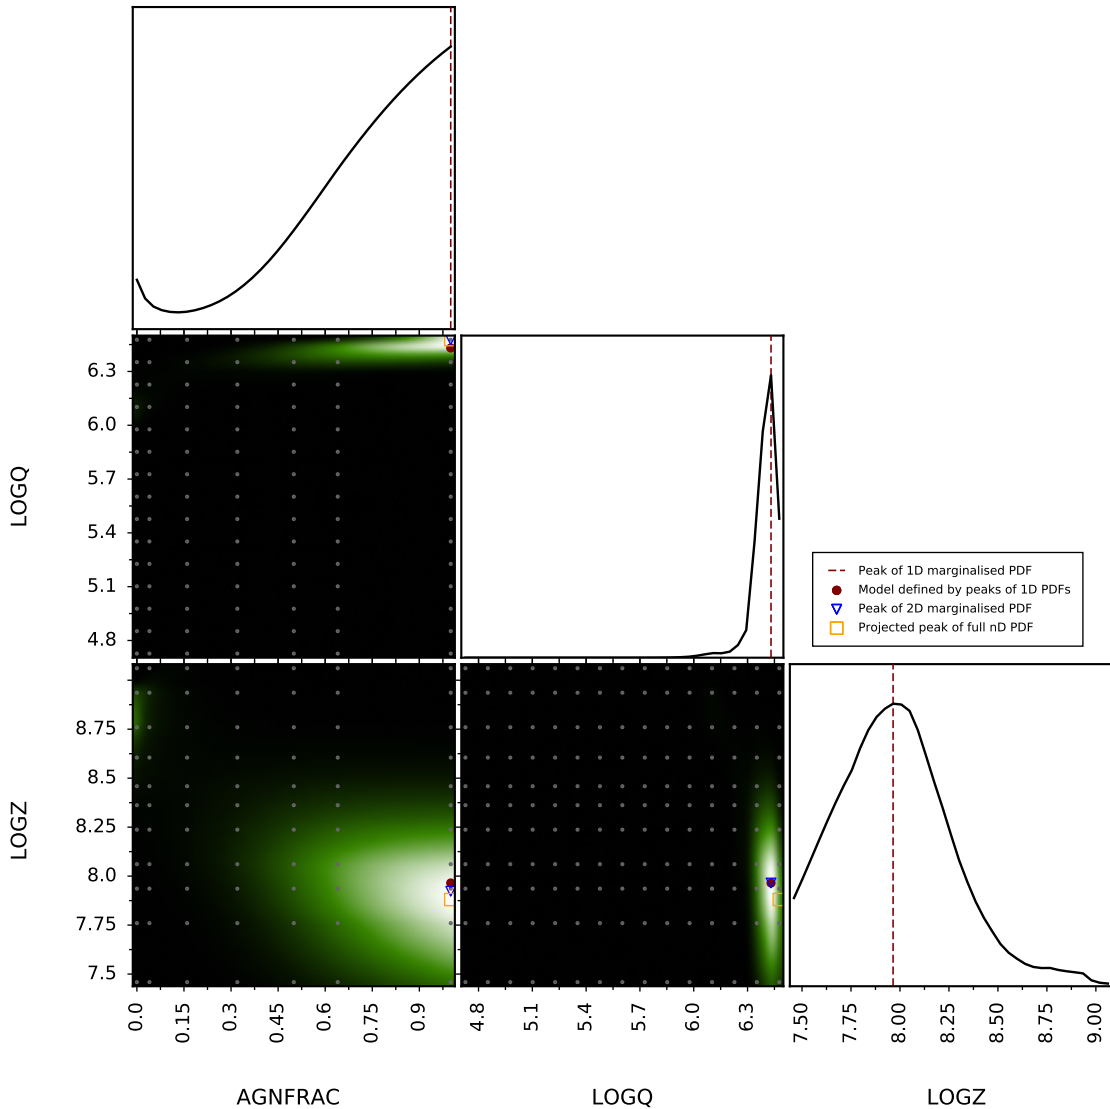 6.3
6.0
5.7
5.4
5.1
4.8
LOGQ
Peak of 1D marginalised PDF
Model defined by peaks of 1D PDFs
Peak of 2D marginalised PDF
Projected peak of full nD PDF
8.75
8.5
8.25
8.0
7.75
7.5
LOGZ
0.0 0.15 0.3 0.45 0.6 0.75 0.9
4.8 5.1 5.4 5.7 6.0 6.3
7.50 7.75 8.00 8.25 8.50 8.75 9.00
AGNFRAC LOGQ LOGZ